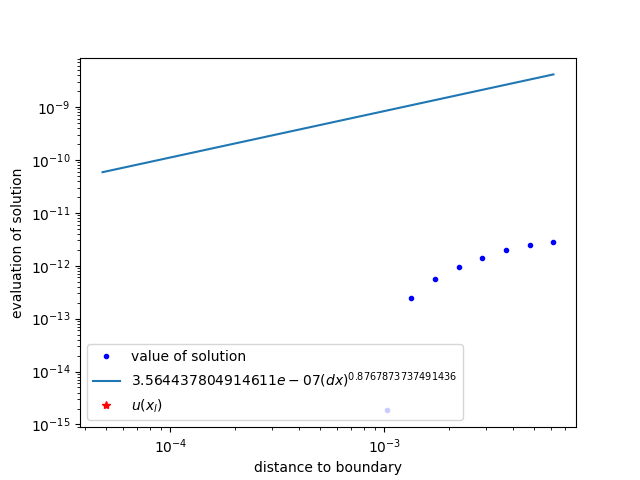 10⁻⁹
10⁻¹⁰
10⁻¹¹
10⁻¹²
10⁻¹³
10⁻¹⁴
10⁻¹⁵
evaluation of solution
value of solution
3.564437804914611e − 07(dx)^0.8767873737491436
u(x_l)
10⁻⁴ 10⁻³
distance to boundary